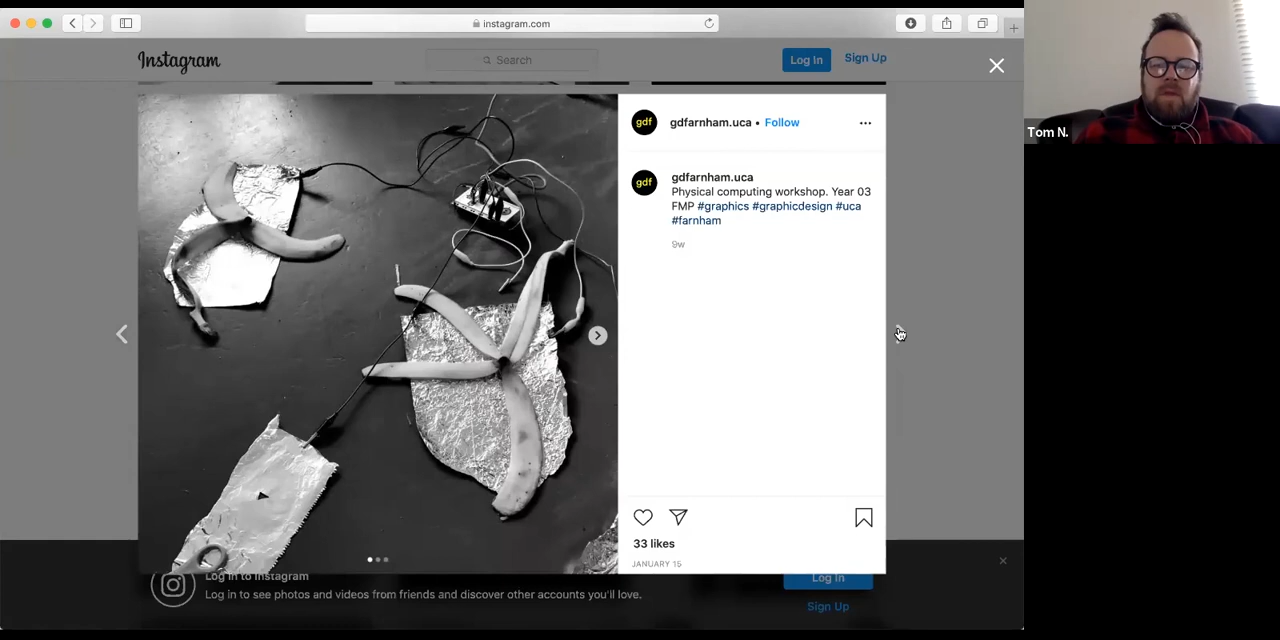 instagram.com
Instagram
Search
Log In
Sign Up
Tom N.
gdf
gdfarnham.uca • Follow
gdf
gdfarnham.uca
Physical computing workshop. Year 03
FMP #graphics #graphicdesign #uca
#farnham
9w
33 likes
JANUARY 15
Log in to Instagram
Log in to see photos and videos from friends and discover other accounts you'll love.
Log In
Sign Up